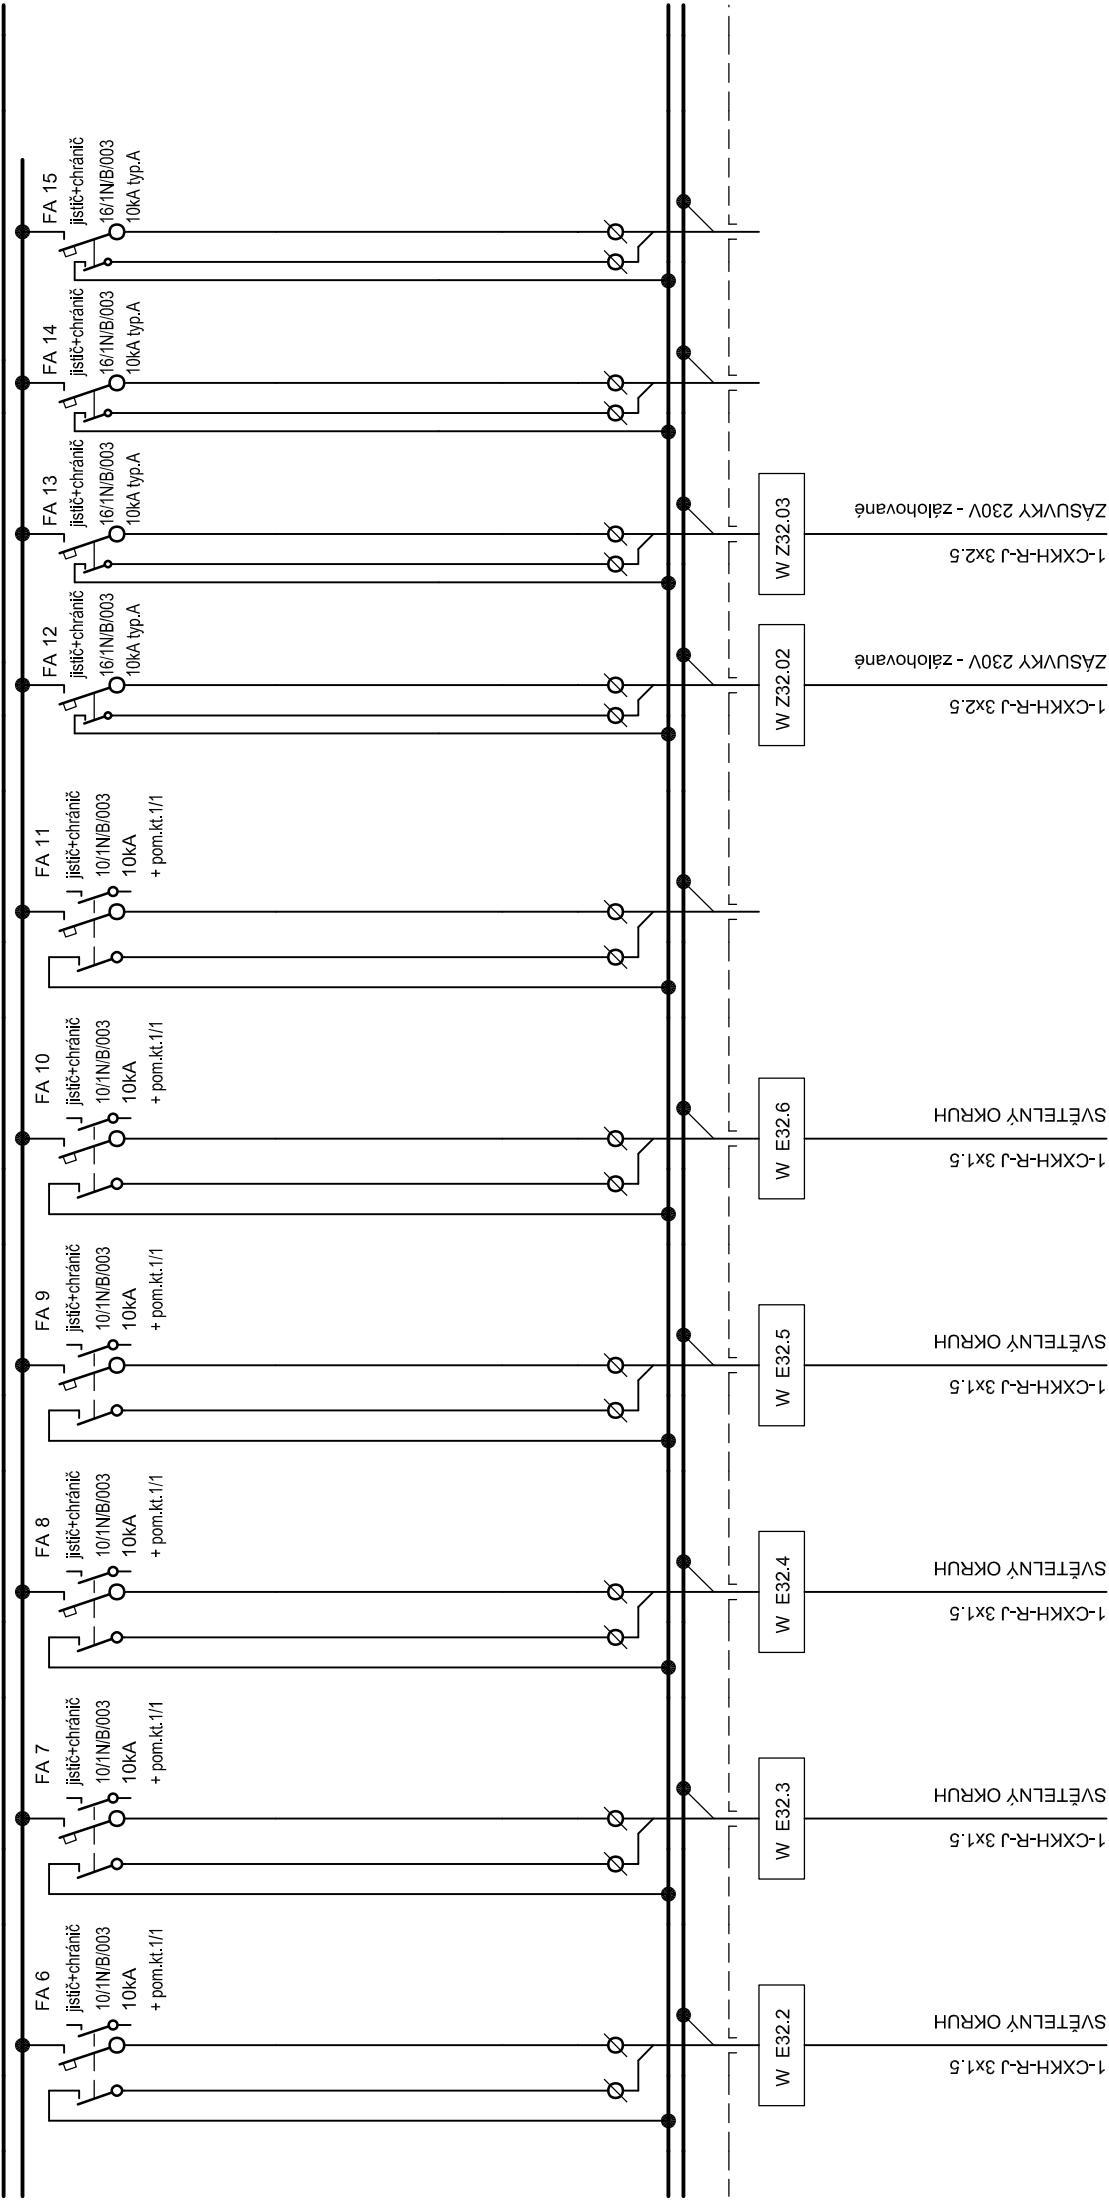 FA 6
jistič+chránič
10/1N/B/003
10kA
+ pom.kt.1/1
W E32.2
1-CXKH-R-J 3x1.5
SVĚTELNÝ OKRUH
FA 7
jistič+chránič
10/1N/B/003
10kA
+ pom.kt.1/1
W E32.3
1-CXKH-R-J 3x1.5
SVĚTELNÝ OKRUH
FA 8
jistič+chránič
10/1N/B/003
10kA
+ pom.kt.1/1
W E32.4
1-CXKH-R-J 3x1.5
SVĚTELNÝ OKRUH
FA 9
jistič+chránič
10/1N/B/003
10kA
+ pom.kt.1/1
W E32.5
1-CXKH-R-J 3x1.5
SVĚTELNÝ OKRUH
FA 10
jistič+chránič
10/1N/B/003
10kA
+ pom.kt.1/1
W E32.6
1-CXKH-R-J 3x1.5
SVĚTELNÝ OKRUH
FA 11
jistič+chránič
10/1N/B/003
10kA
+ pom.kt.1/1
FA 12
jistič+chránič
16/1N/B/003
10kA typ.A
W Z32.02
1-CXKH-R-J 3x2.5
ZÁSUVKY 230V - zálohované
FA 13
jistič+chránič
16/1N/B/003
10kA typ.A
W Z32.03
1-CXKH-R-J 3x2.5
ZÁSUVKY 230V - zálohované
FA 14
jistič+chránič
16/1N/B/003
10kA typ.A
FA 15
jistič+chránič
16/1N/B/003
10kA typ.A